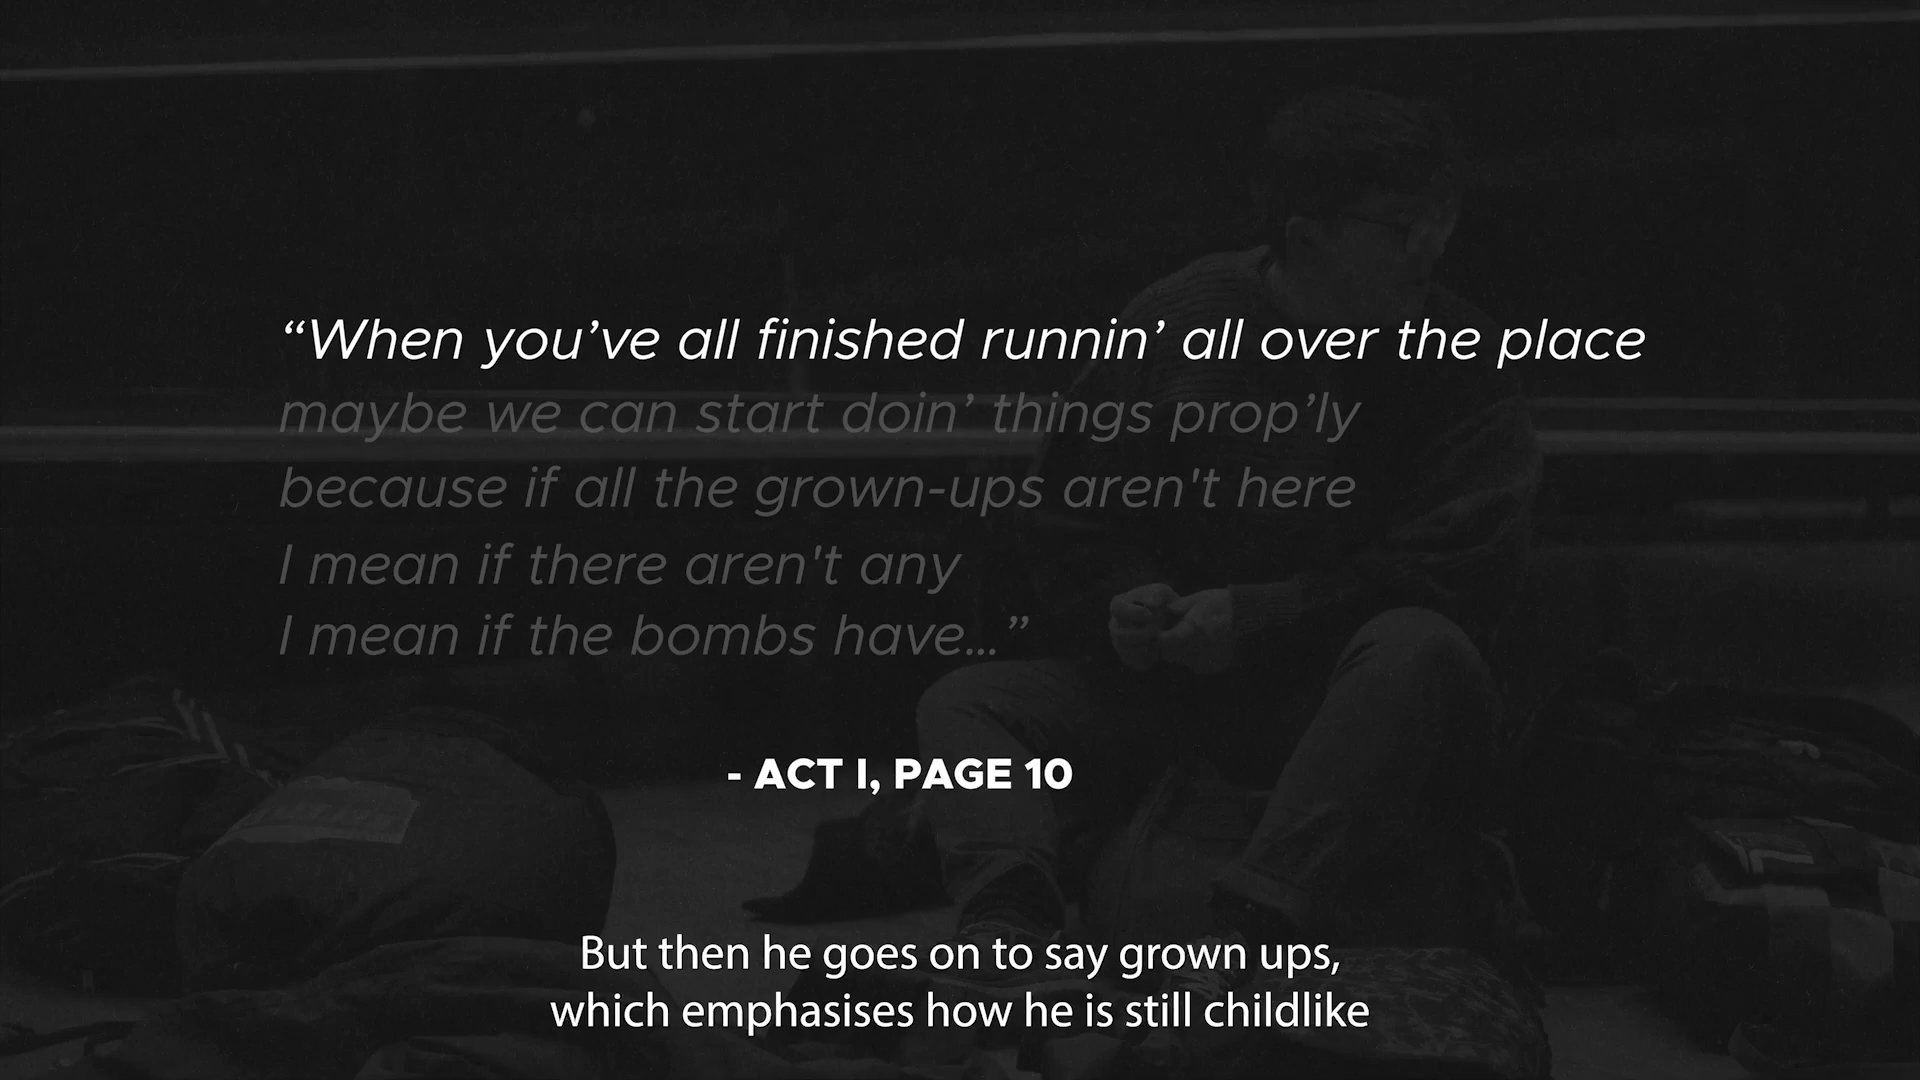 “When you’ve all finished runnin’ all over the place
maybe we can start doin’ things prop’ly
because if all the grown-ups aren't here
I mean if there aren't any
I mean if the bombs have...”
- ACT I, PAGE 10
But then he goes on to say grown ups,
which emphasises how he is still childlike